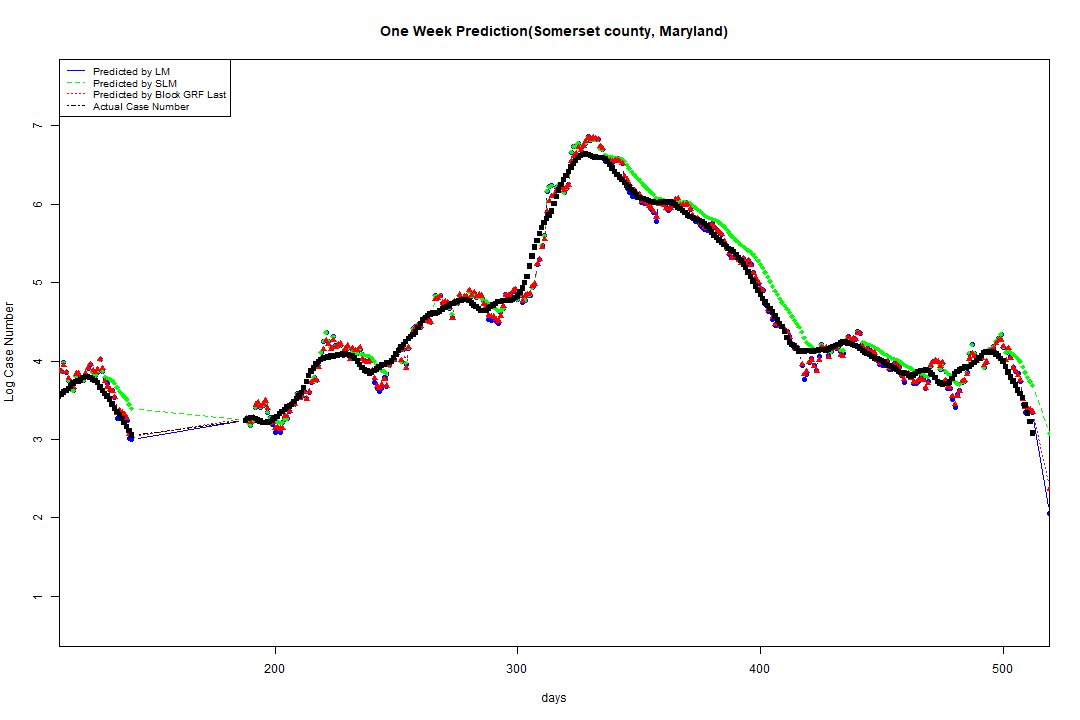 One Week Prediction(Somerset county, Maryland)
Predicted by LM
Predicted by SLM
Predicted by Block GRF Last
Actual Case Number
Log Case Number
7
6
5
4
3
2
1
200
300
400
500
days